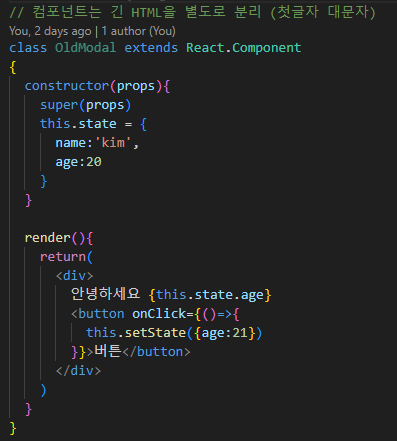 // 컴포넌트는 긴 HTML을 별도로 분리 (첫글자 대문자)
You, 2 days ago | 1 author (You)
class OldModal extends React.Component
{
  constructor(props){
    super(props)
    this.state = {
      name:'kim',
      age:20
    }
  }

  render(){
    return(
      <div>
        안녕하세요 {this.state.age}
        <button onClick={()=>{
          this.setState({age:21})
        }}>버튼</button>
      </div>
    )
  }
}